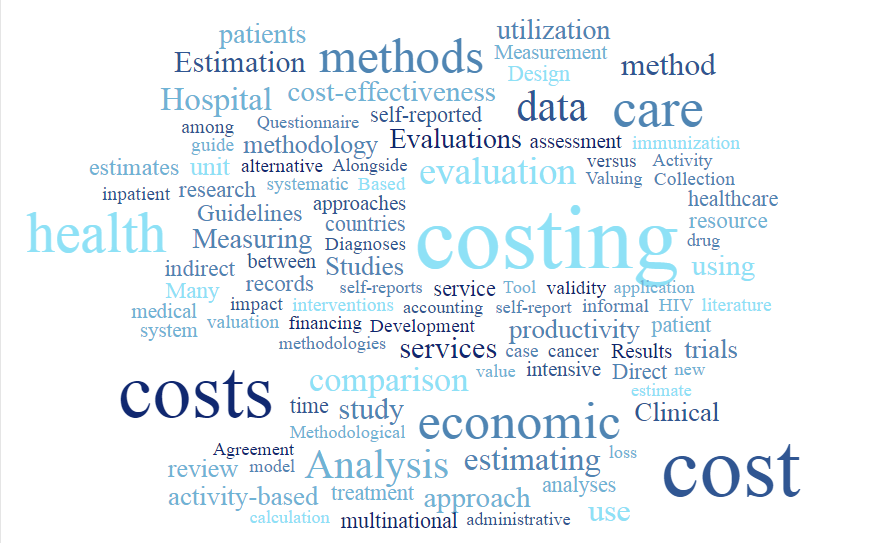 patients utilization
Estimation methods Measurement method
Design
Hospital cost-effectiveness data care
among Questionnaire self-reported
guide methodology Evaluations assessment immunization
estimates unit alternative Alongside evaluation versus Activity
inpatient research systematic Based Valuing Collection
Guidelines approaches healthcare
health Measuring countries costing resource
Diagnoses drug
indirect between Studies using
Many records self-reports service Tool validity application
medical impact interventions accounting self-report informal HIV literature
system valuation financing Development productivity patient
methodologies services case cancer Results trials
costs comparison value intensive Direct new
estimate
time study economic Clinical
Methodological
Agreement
review model Analysis estimating loss cost
activity-based treatment approach analyses
calculation multinational administrative use